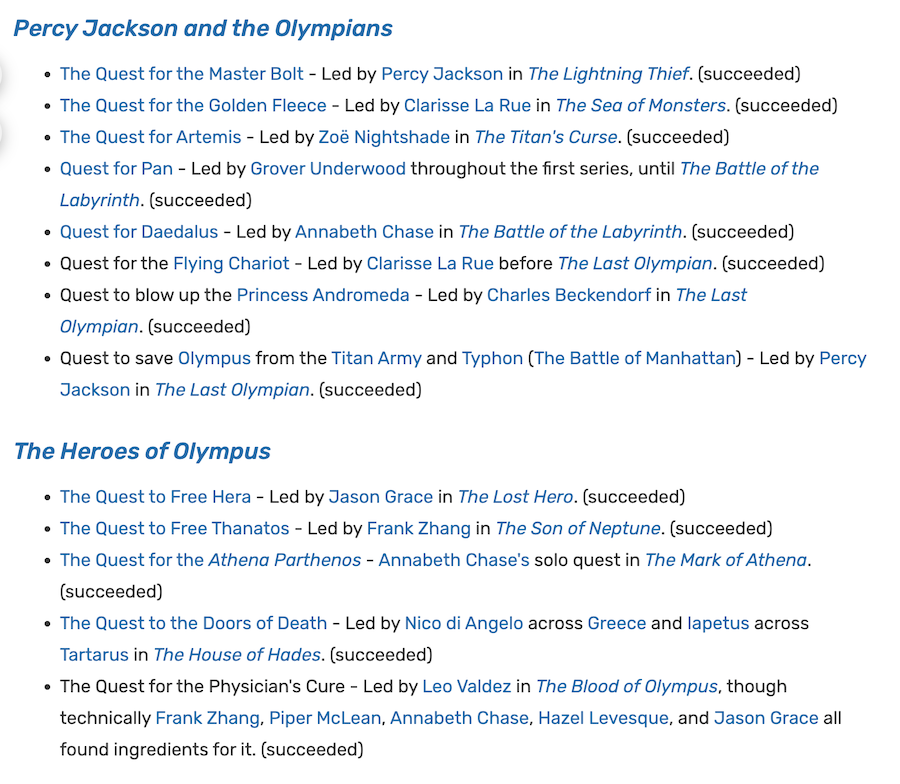 Percy Jackson and the Olympians
• The Quest for the Master Bolt - Led by Percy Jackson in The Lightning Thief. (succeeded)
• The Quest for the Golden Fleece - Led by Clarisse La Rue in The Sea of Monsters. (succeeded)
• The Quest for Artemis - Led by Zoë Nightshade in The Titan's Curse. (succeeded)
• Quest for Pan - Led by Grover Underwood throughout the first series, until The Battle of the
Labyrinth. (succeeded)
• Quest for Daedalus - Led by Annabeth Chase in The Battle of the Labyrinth. (succeeded)
• Quest for the Flying Chariot - Led by Clarisse La Rue before The Last Olympian. (succeeded)
• Quest to blow up the Princess Andromeda - Led by Charles Beckendorf in The Last
Olympian. (succeeded)
• Quest to save Olympus from the Titan Army and Typhon (The Battle of Manhattan) - Led by Percy
Jackson in The Last Olympian. (succeeded)
The Heroes of Olympus
• The Quest to Free Hera - Led by Jason Grace in The Lost Hero. (succeeded)
• The Quest to Free Thanatos - Led by Frank Zhang in The Son of Neptune. (succeeded)
• The Quest for the Athena Parthenos - Annabeth Chase's solo quest in The Mark of Athena.
(succeeded)
• The Quest to the Doors of Death - Led by Nico di Angelo across Greece and Iapetus across
Tartarus in The House of Hades. (succeeded)
• The Quest for the Physician's Cure - Led by Leo Valdez in The Blood of Olympus, though
technically Frank Zhang, Piper McLean, Annabeth Chase, Hazel Levesque, and Jason Grace all
found ingredients for it. (succeeded)